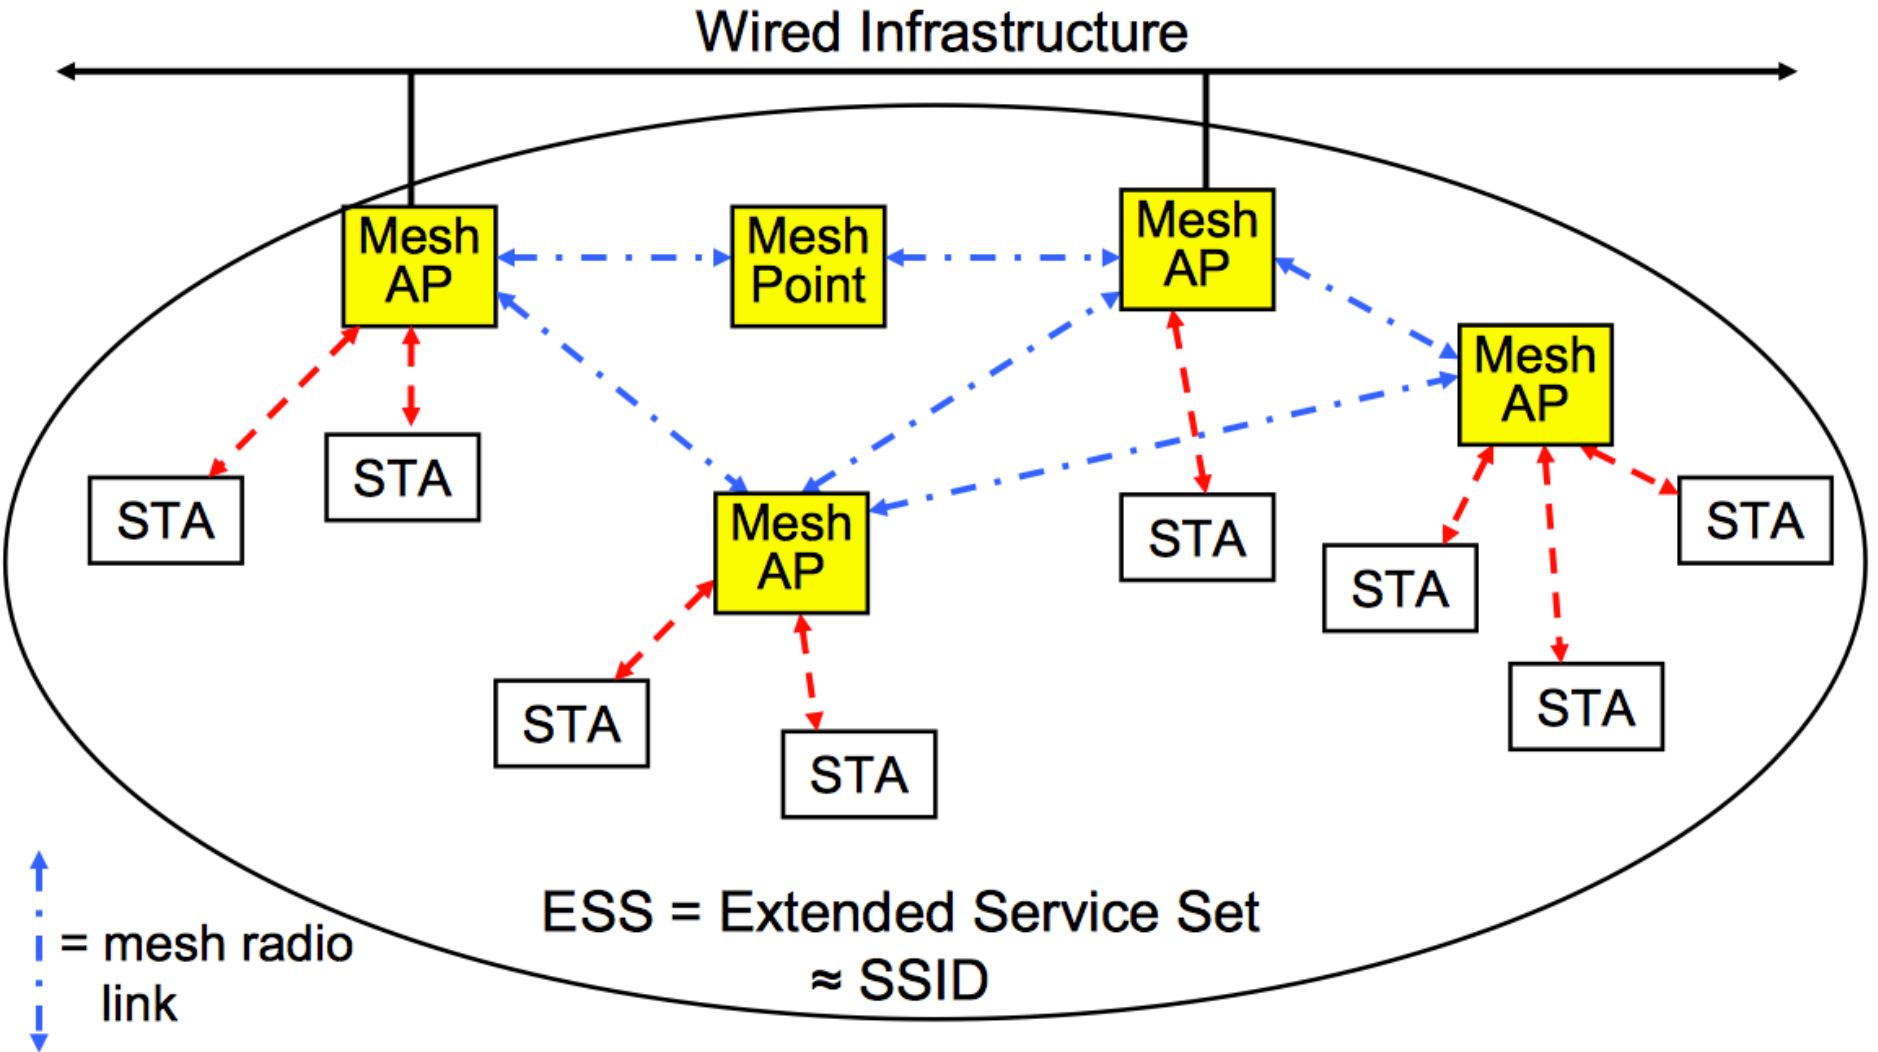 Wired Infrastructure
Mesh
AP
Mesh
Point
Mesh
AP
Mesh
AP
STA
STA
Mesh
AP
STA
STA
STA
STA
STA
STA
ESS = Extended Service Set
≈ SSID
= mesh radio
link